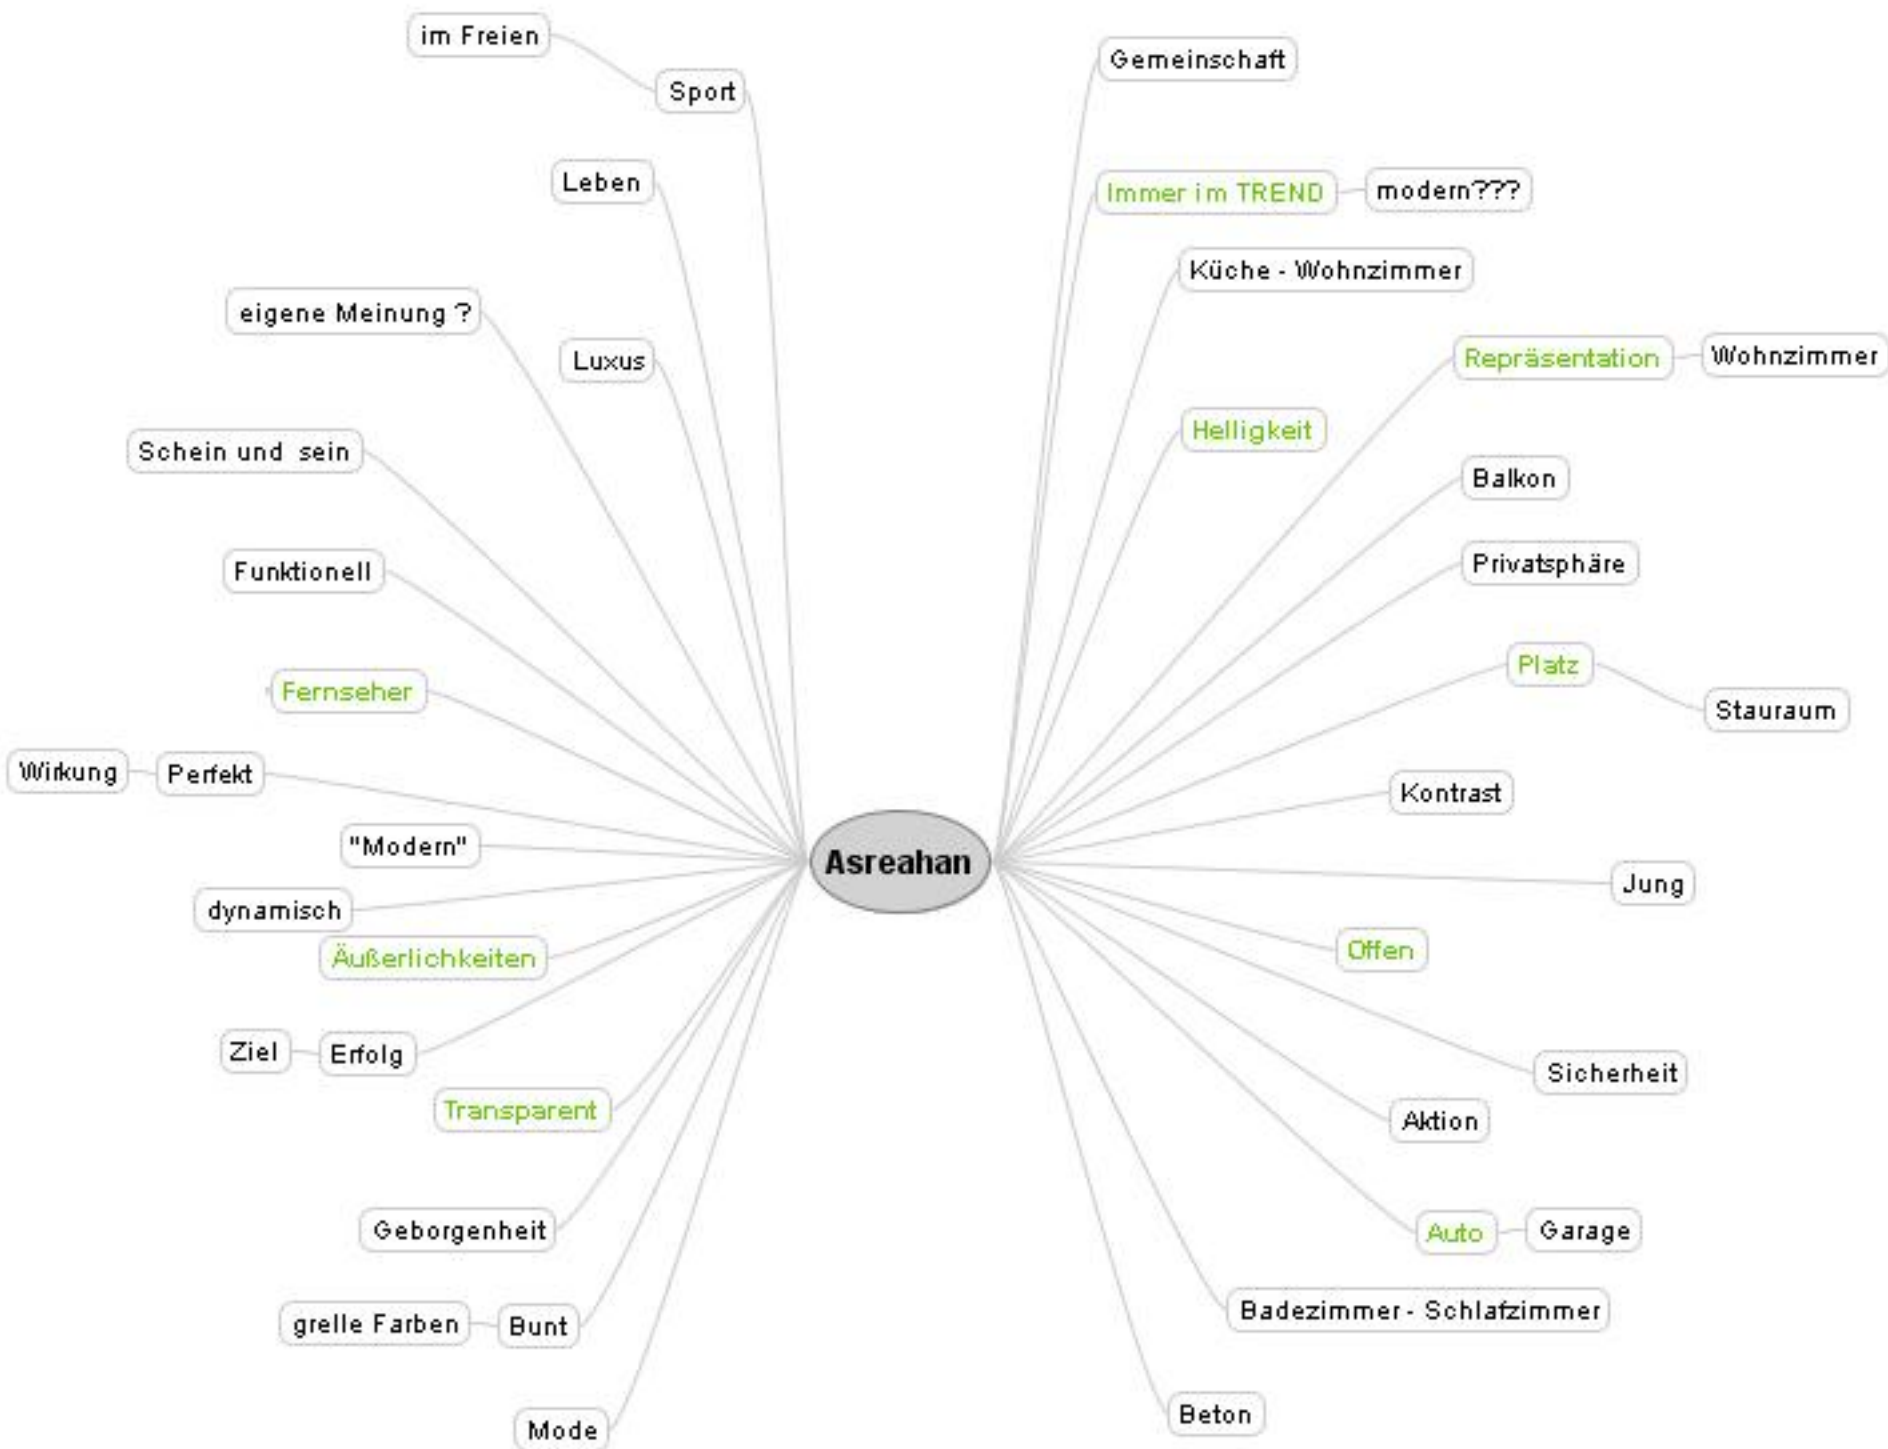 im Freien
Sport
Leben
eigene Meinung ?
Luxus
Schein und sein
Funktionell
Fernseher
Wirkung
Perfekt
"Modern"
dynamisch
Äußerlichkeiten
Ziel
Erfolg
Transparent
Geborgenheit
grelle Farben
Bunt
Mode
Asreahan
Gemeinschaft
Immer im TREND
modern???
Küche - Wohnzimmer
Repräsentation
Wohnzimmer
Helligkeit
Balkon
Privatsphäre
Platz
Stauraum
Kontrast
Jung
Offen
Sicherheit
Aktion
Auto
Garage
Badezimmer - Schlafzimmer
Beton